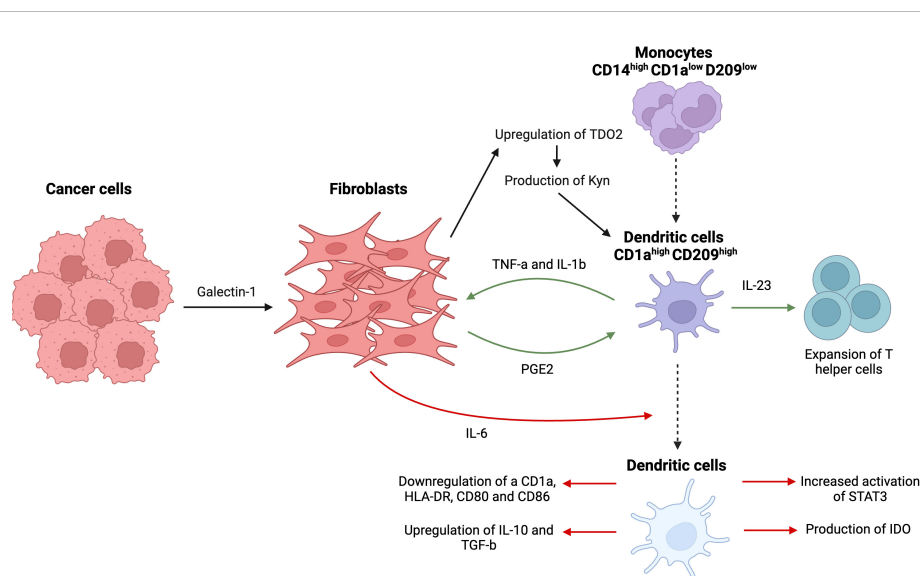 Monocytes
CD14high CD1alow D209low
Upregulation of TDO2
Production of Kyn
Cancer cells
Fibroblasts
Dendritic cells
CD1ahigh CD209high
TNF-a and IL-1b
Galectin-1
IL-23
PGE2
Expansion of T
helper cells
IL-6
Dendritic cells
Downregulation of a CD1a,
HLA-DR, CD80 and CD86
Increased activation
of STAT3
Upregulation of IL-10 and
TGF-b
Production of IDO